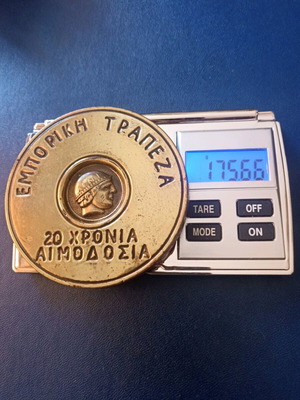 ΕΜΠΟΡΙΚΗ ΤΡΑΠΕΖΑ
20 ΧΡΟΝΙΑ
ΑΙΜΟΔΟΣΙΑ
175.66
TARE OFF
MODE ON